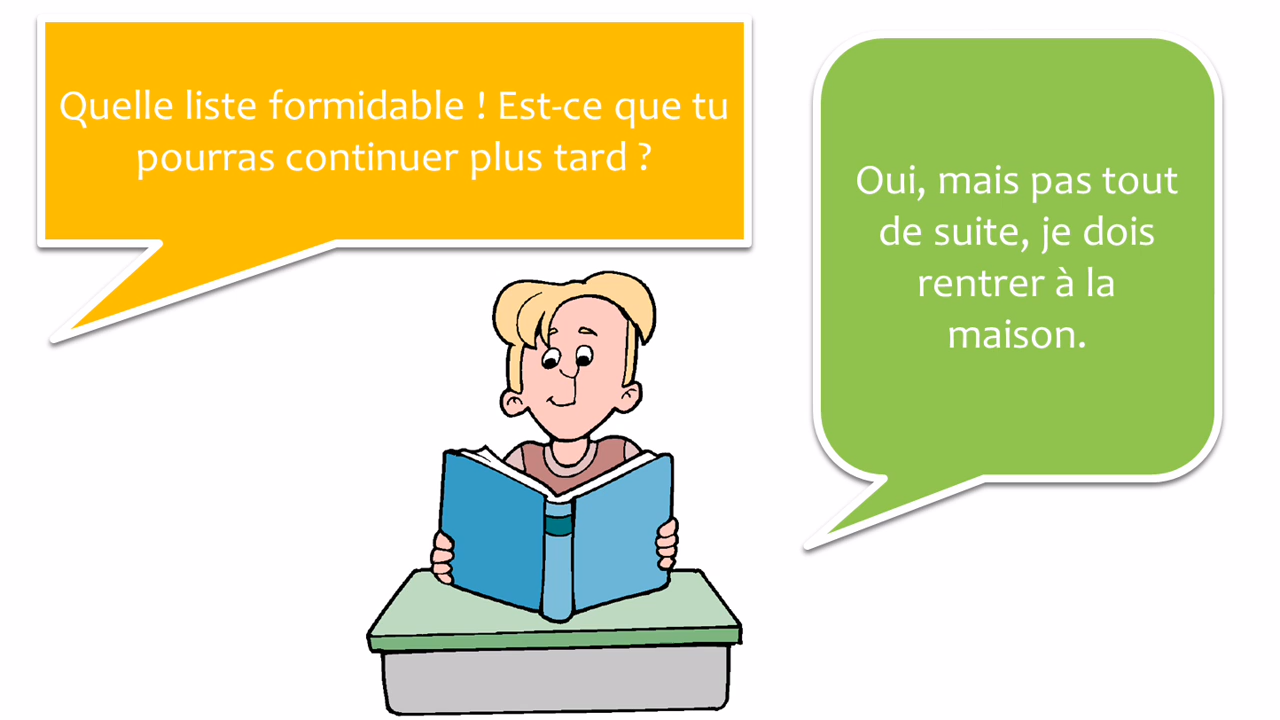 Quelle liste formidable ! Est-ce que tu
pourras continuer plus tard ?
Oui, mais pas tout
de suite, je dois
rentrer à la
maison.